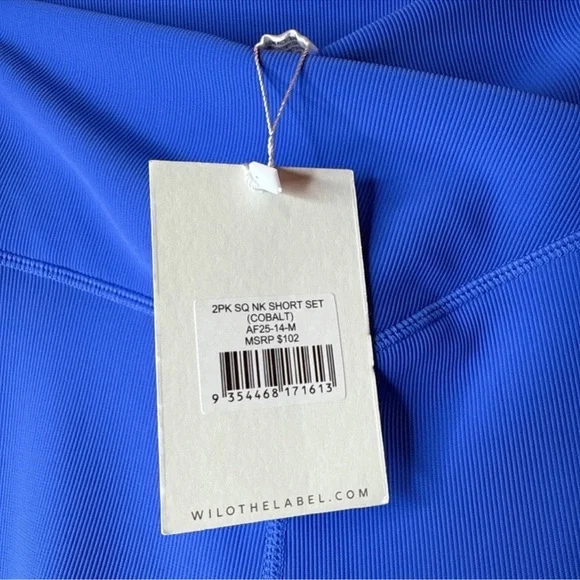 2PK SQ NK SHORT SET
(COBALT)
AF25-14-M
MSRP $102
9 354468 171613
WILOTHELABEL.COM